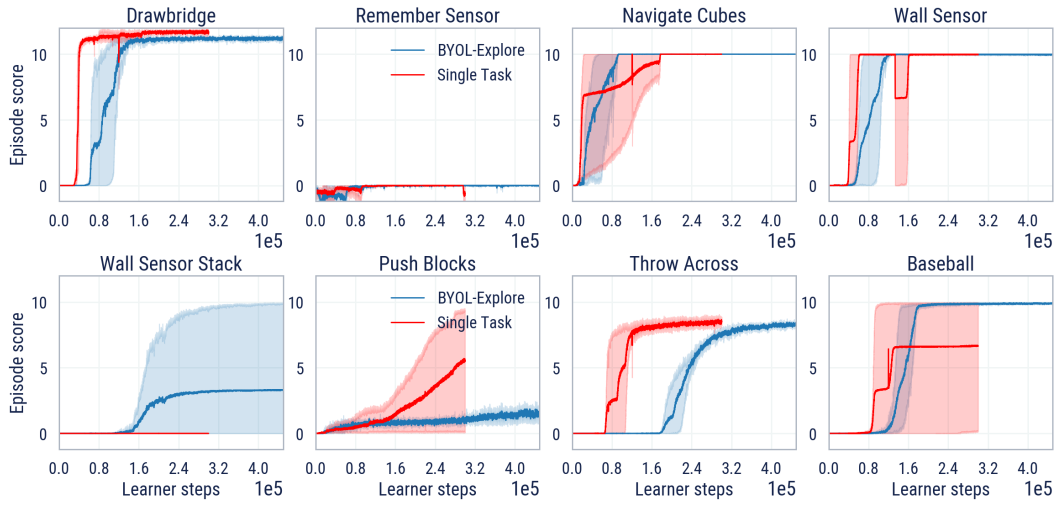 Drawbridge
Remember Sensor
Navigate Cubes
Wall Sensor
Episode score
10
5
0
0.0 0.8 1.6 2.4 3.2 4.0
1e5
10
5
0
BYOL-Explore
Single Task
0.0 0.8 1.6 2.4 3.2 4.0
1e5
10
5
0
0.0 0.8 1.6 2.4 3.2 4.0
1e5
10
5
0
0.0 0.8 1.6 2.4 3.2 4.0
1e5
Wall Sensor Stack
Push Blocks
Throw Across
Baseball
Episode score
10
5
0
0.0 0.8 1.6 2.4 3.2 4.0
Learner steps 1e5
10
5
0
BYOL-Explore
Single Task
0.0 0.8 1.6 2.4 3.2 4.0
Learner steps 1e5
10
5
0
0.0 0.8 1.6 2.4 3.2 4.0
Learner steps 1e5
10
5
0
0.0 0.8 1.6 2.4 3.2 4.0
Learner steps 1e5